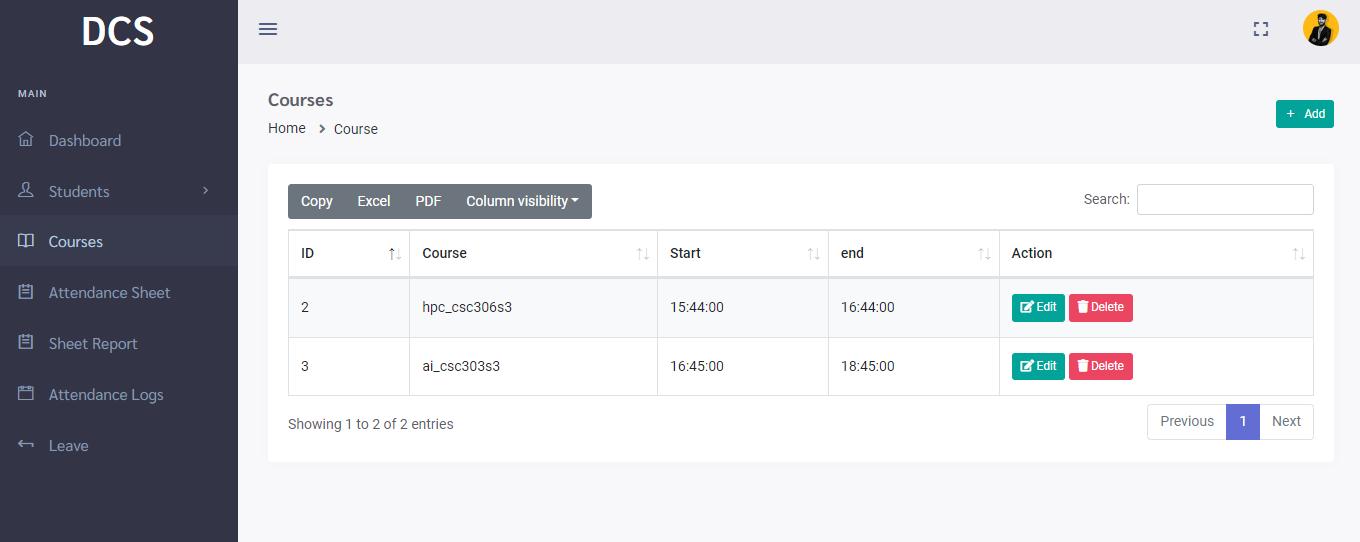 DCS
MAIN
Dashboard
Students
Courses
Attendance Sheet
Sheet Report
Attendance Logs
Leave
Courses
Home > Course
+ Add
Copy Excel PDF Column visibility
Search:
ID Course Start end Action
2 hpc_csc306s3 15:44:00 16:44:00 Edit Delete
3 ai_csc303s3 16:45:00 18:45:00 Edit Delete
Showing 1 to 2 of 2 entries
Previous 1 Next